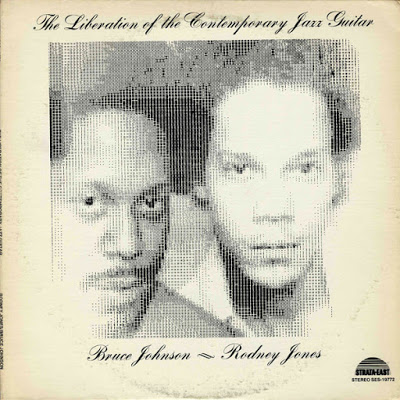 The Liberation of the Contemporary Jazz Guitar
Bruce Johnson ~ Rodney Jones
STRATA-EAST
STEREO SES-19772